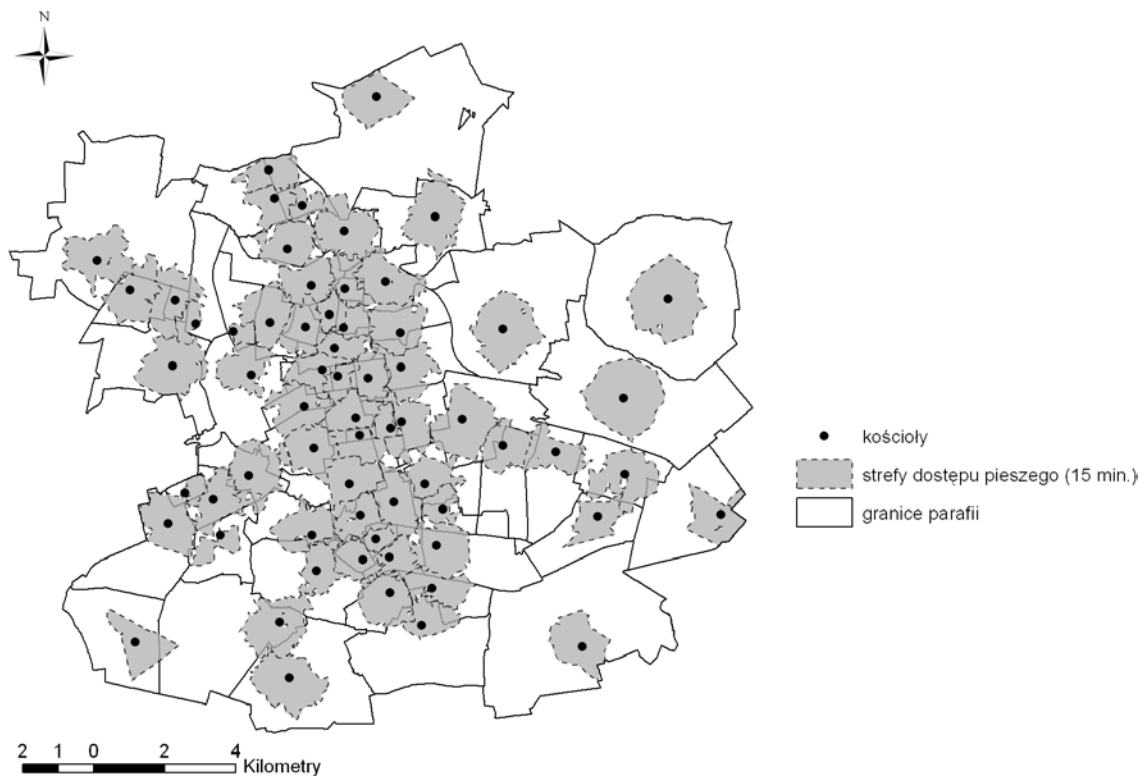 N
kościoły
strefy dostępu pieszego (15 min.)
granice parafii
2 1 0 2 4
Kilometry